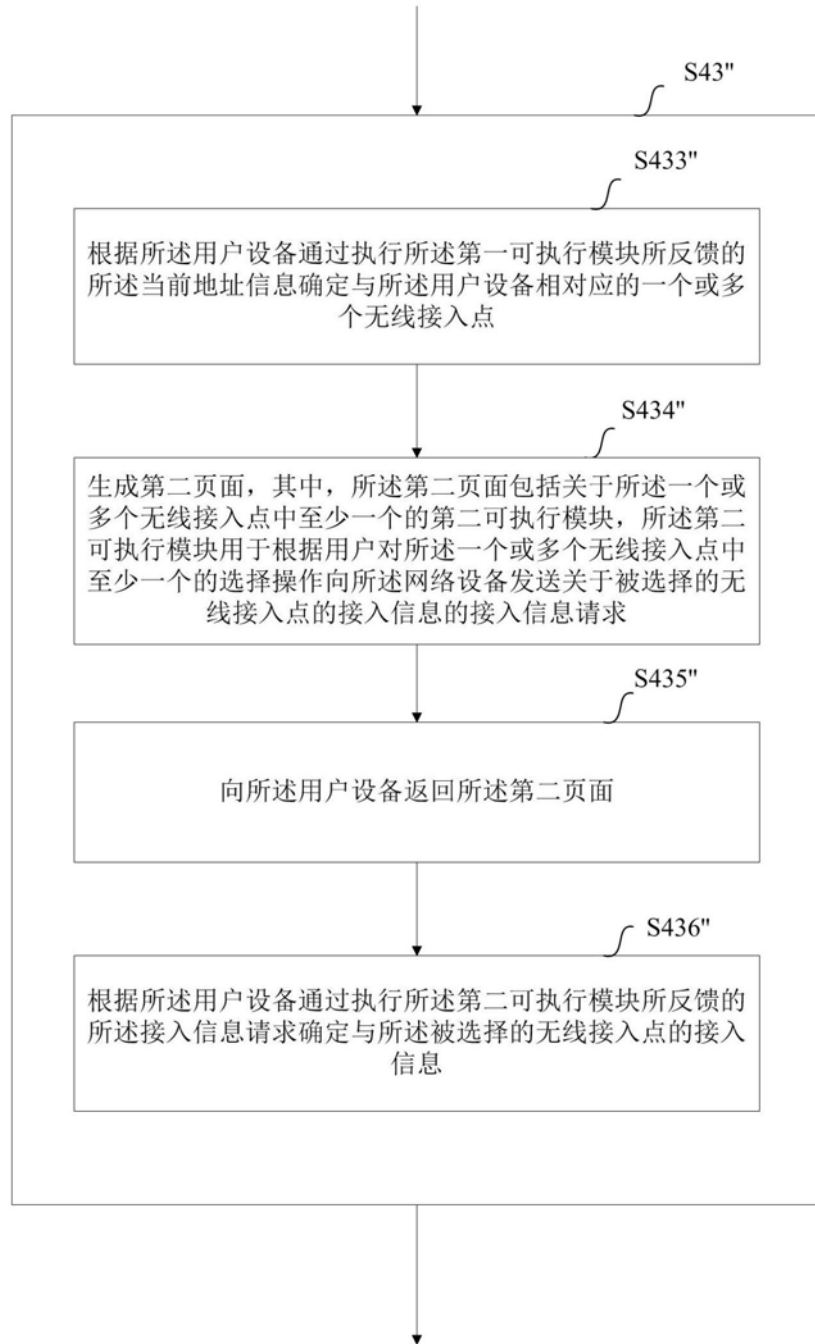 S43"
S433"
根据所述用户设备通过执行所述第一可执行模块所反馈的
所述当前地址信息确定与所述用户设备相对应的一个或多
个无线接入点
S434"
生成第二页面，其中，所述第二页面包括关于所述一个或
多个无线接入点中至少一个的第二可执行模块，所述第二
可执行模块用于根据用户对所述一个或多个无线接入点中
至少一个的选择操作向所述网络设备发送关于被选择的无
线接入点的接入信息的接入信息请求
S435"
向所述用户设备返回所述第二页面
S436"
根据所述用户设备通过执行所述第二可执行模块所反馈的
所述接入信息请求确定与所述被选择的无线接入点的接入
信息